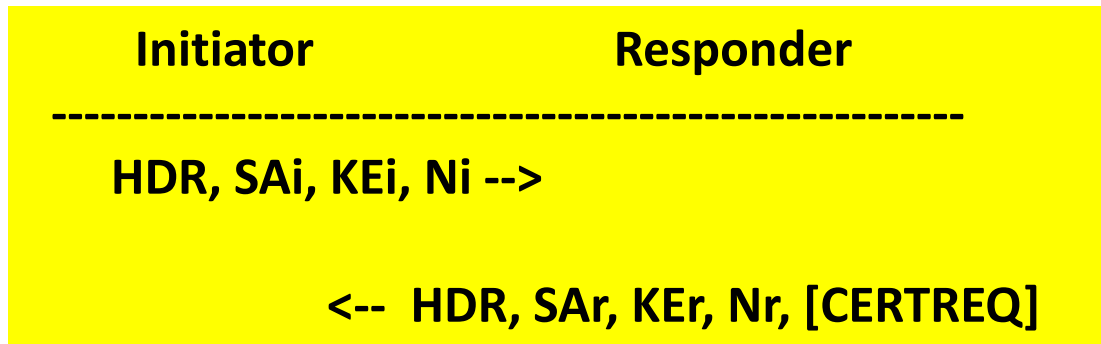 Initiator Responder
---------------------------------------------------------
HDR, SAi, KEi, Ni -->
<-- HDR, SAr, KEr, Nr, [CERTREQ]